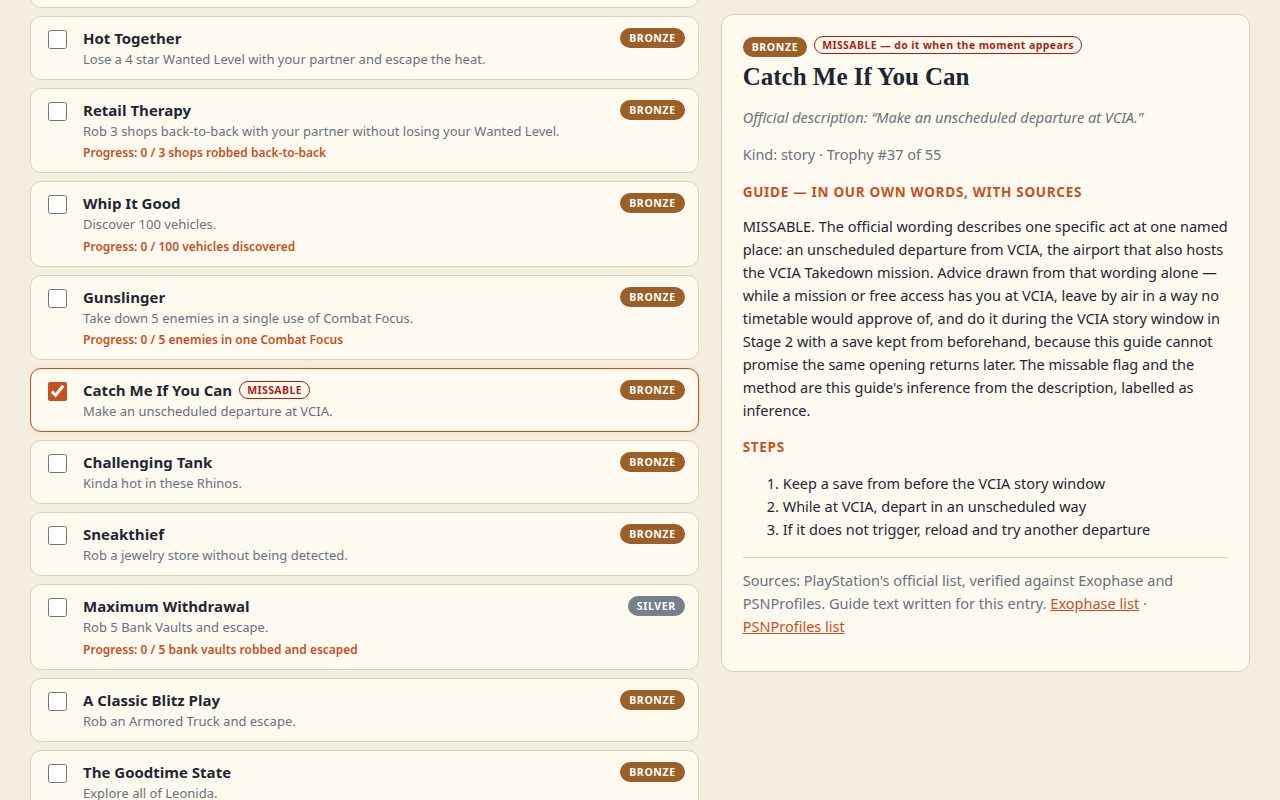 Hot Together
BRONZE
Lose a 4 star Wanted Level with your partner and escape the heat.
Retail Therapy
BRONZE
Rob 3 shops back-to-back with your partner without losing your Wanted Level.
Progress: 0 / 3 shops robbed back-to-back
Whip It Good
BRONZE
Discover 100 vehicles.
Progress: 0 / 100 vehicles discovered
Gunslinger
BRONZE
Take down 5 enemies in a single use of Combat Focus.
Progress: 0 / 5 enemies in one Combat Focus
Catch Me If You Can MISSABLE
BRONZE
Make an unscheduled departure at VCIA.
Challenging Tank
BRONZE
Kinda hot in these Rhinos.
Sneakthief
BRONZE
Rob a jewelry store without being detected.
Maximum Withdrawal
SILVER
Rob 5 Bank Vaults and escape.
Progress: 0 / 5 bank vaults robbed and escaped
A Classic Blitz Play
BRONZE
Rob an Armored Truck and escape.
The Goodtime State
BRONZE
Explore all of Leonida.
BRONZE MISSABLE — do it when the moment appears
Catch Me If You Can
Official description: “Make an unscheduled departure at VCIA.”
Kind: story · Trophy #37 of 55
GUIDE — IN OUR OWN WORDS, WITH SOURCES
MISSABLE. The official wording describes one specific act at one named
place: an unscheduled departure from VCIA, the airport that also hosts
the VCIA Takedown mission. Advice drawn from that wording alone —
while a mission or free access has you at VCIA, leave by air in a way no
timetable would approve of, and do it during the VCIA story window in
Stage 2 with a save kept from beforehand, because this guide cannot
promise the same opening returns later. The missable flag and the
method are this guide's inference from the description, labelled as
inference.
STEPS
1. Keep a save from before the VCIA story window
2. While at VCIA, depart in an unscheduled way
3. If it does not trigger, reload and try another departure
Sources: PlayStation's official list, verified against Exophase and
PSNProfiles. Guide text written for this entry. Exophase list ·
PSNProfiles list